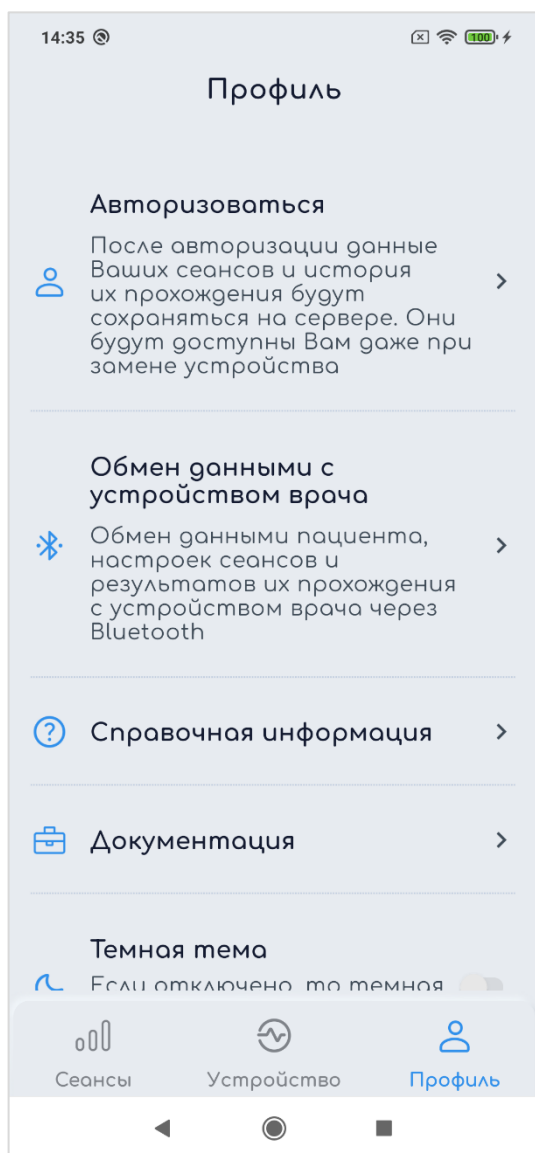 14:35
100
Профиль
Авторизоваться
После авторизации данные
Ваших сеансов и история
их прохождения будут
сохраняться на сервере. Они
будут доступны Вам даже при
замене устройства
Обмен данными с
устройством врача
Обмен данными пациента,
настроек сеансов и
результатов их прохождения
с устройством врача через
Bluetooth
Справочная информация
Документация
Темная тема
Если отключено, то темная
Сеансы
Устройство
Профиль